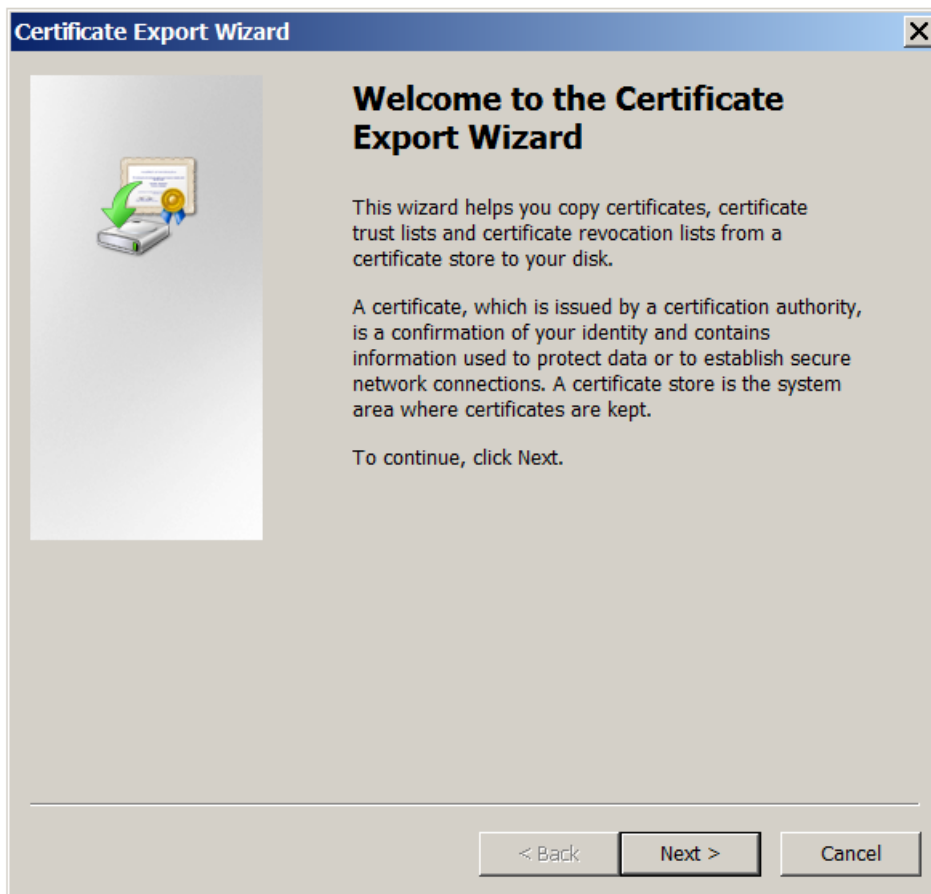 Certificate Export Wizard
Welcome to the Certificate
Export Wizard
This wizard helps you copy certificates, certificate
trust lists and certificate revocation lists from a
certificate store to your disk.
A certificate, which is issued by a certification authority,
is a confirmation of your identity and contains
information used to protect data or to establish secure
network connections. A certificate store is the system
area where certificates are kept.
To continue, click Next.
< Back
Next >
Cancel